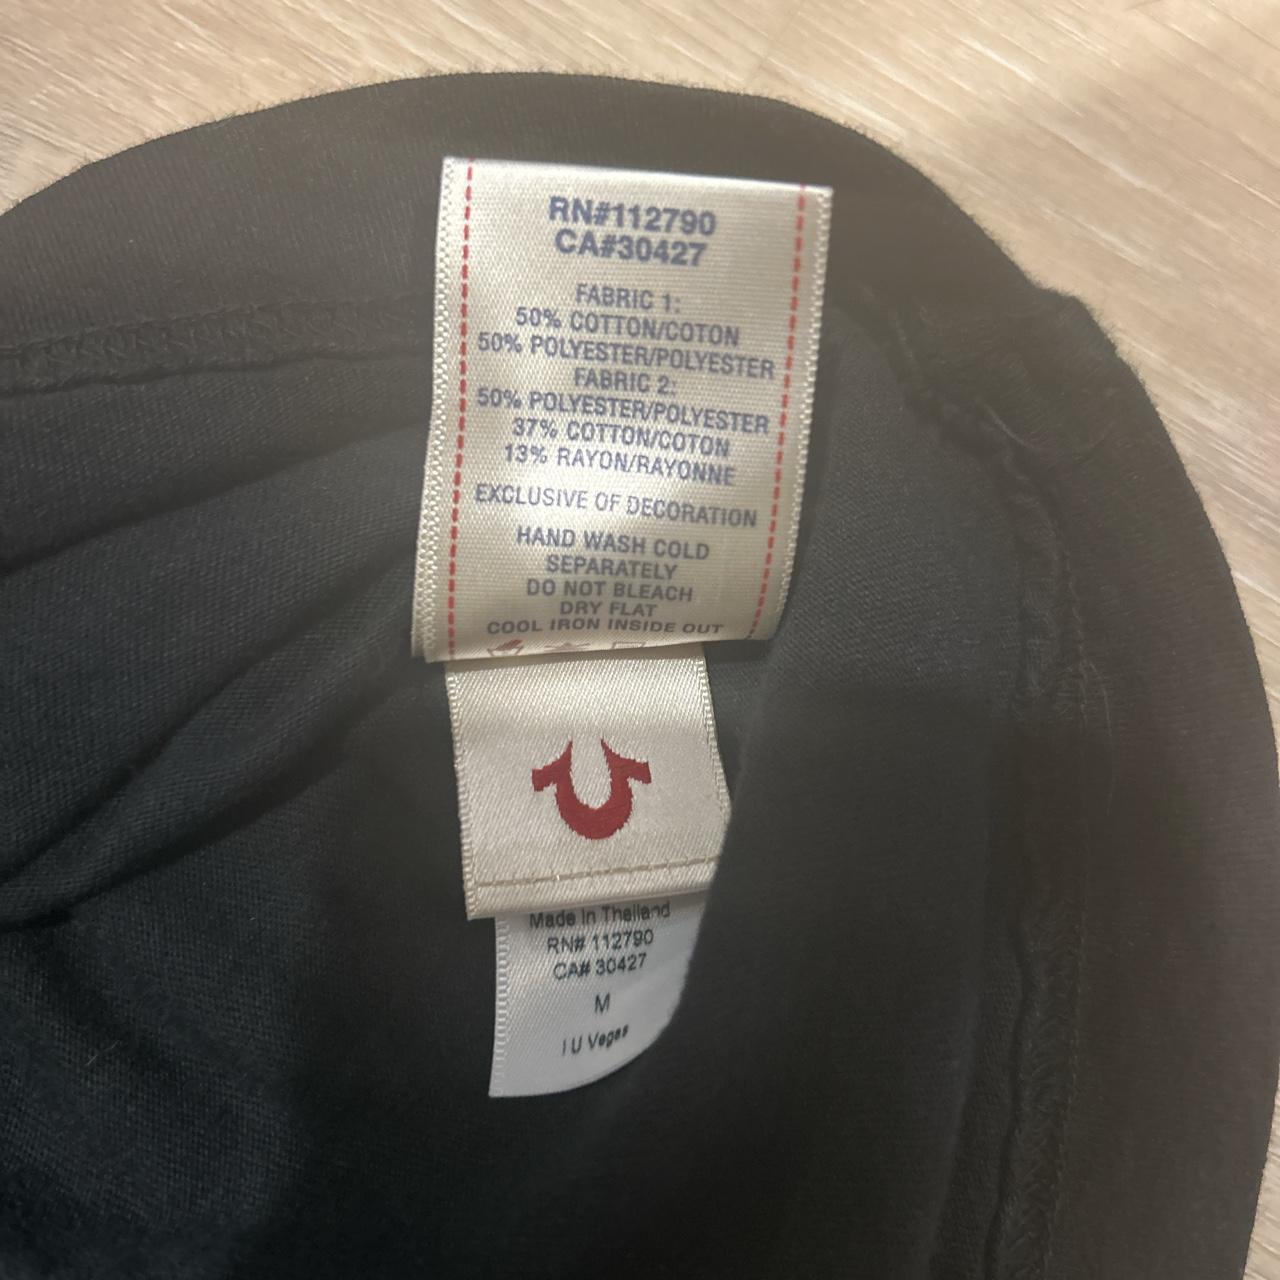 RN#112790
CA#30427
FABRIC 1:
50% COTTON/COTON
50% POLYESTER/POLYESTER
FABRIC 2:
50% POLYESTER/POLYESTER
37% COTTON/COTON
13% RAYON/RAYONNE
EXCLUSIVE OF DECORATION
HAND WASH COLD
SEPARATELY
DO NOT BLEACH
DRY FLAT
COOL IRON INSIDE OUT
Made In Thailand
RN# 112790
CA# 30427
M
I U Vegas